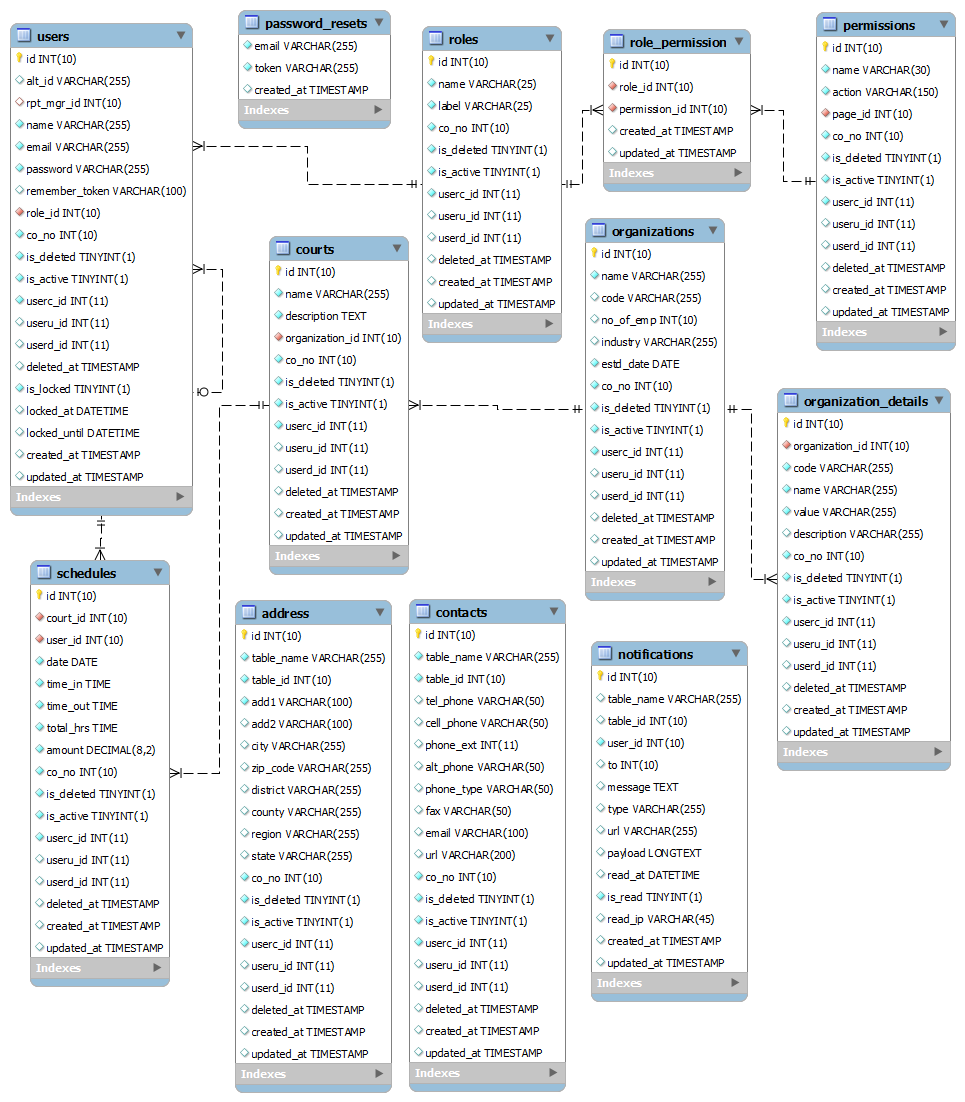 users
id INT(10)
alt_id VARCHAR(255)
rpt_mgr_id INT(10)
name VARCHAR(255)
email VARCHAR(255)
password VARCHAR(255)
remember_token VARCHAR(100)
role_id INT(10)
co_no INT(10)
is_deleted TINYINT(1)
is_active TINYINT(1)
userc_id INT(11)
useru_id INT(11)
userd_id INT(11)
deleted_at TIMESTAMP
is_locked TINYINT(1)
locked_at DATETIME
locked_until DATETIME
created_at TIMESTAMP
updated_at TIMESTAMP
Indexes
password_resets
email VARCHAR(255)
token VARCHAR(255)
created_at TIMESTAMP
Indexes
roles
id INT(10)
name VARCHAR(25)
label VARCHAR(25)
co_no INT(10)
is_deleted TINYINT(1)
is_active TINYINT(1)
userc_id INT(11)
useru_id INT(11)
userd_id INT(11)
deleted_at TIMESTAMP
created_at TIMESTAMP
updated_at TIMESTAMP
Indexes
role_permission
id INT(10)
role_id INT(10)
permission_id INT(10)
created_at TIMESTAMP
updated_at TIMESTAMP
Indexes
permissions
id INT(10)
name VARCHAR(30)
action VARCHAR(150)
page_id INT(10)
co_no INT(10)
is_deleted TINYINT(1)
is_active TINYINT(1)
userc_id INT(11)
useru_id INT(11)
userd_id INT(11)
deleted_at TIMESTAMP
created_at TIMESTAMP
updated_at TIMESTAMP
Indexes
courts
id INT(10)
name VARCHAR(255)
description TEXT
organization_id INT(10)
co_no INT(10)
is_deleted TINYINT(1)
is_active TINYINT(1)
userc_id INT(11)
useru_id INT(11)
userd_id INT(11)
deleted_at TIMESTAMP
created_at TIMESTAMP
updated_at TIMESTAMP
Indexes
organizations
id INT(10)
name VARCHAR(255)
code VARCHAR(255)
no_of_emp INT(10)
industry VARCHAR(255)
estd_date DATE
co_no INT(10)
is_deleted TINYINT(1)
is_active TINYINT(1)
userc_id INT(11)
useru_id INT(11)
userd_id INT(11)
deleted_at TIMESTAMP
created_at TIMESTAMP
updated_at TIMESTAMP
Indexes
organization_details
id INT(10)
organization_id INT(10)
code VARCHAR(255)
name VARCHAR(255)
value VARCHAR(255)
description VARCHAR(255)
co_no INT(10)
is_deleted TINYINT(1)
is_active TINYINT(1)
userc_id INT(11)
useru_id INT(11)
userd_id INT(11)
deleted_at TIMESTAMP
created_at TIMESTAMP
updated_at TIMESTAMP
Indexes
schedules
id INT(10)
court_id INT(10)
user_id INT(10)
date DATE
time_in TIME
time_out TIME
total_hrs TIME
amount DECIMAL(8,2)
co_no INT(10)
is_deleted TINYINT(1)
is_active TINYINT(1)
userc_id INT(11)
useru_id INT(11)
userd_id INT(11)
deleted_at TIMESTAMP
created_at TIMESTAMP
updated_at TIMESTAMP
Indexes
address
id INT(10)
table_name VARCHAR(255)
table_id INT(10)
add1 VARCHAR(100)
add2 VARCHAR(100)
city VARCHAR(255)
zip_code VARCHAR(255)
district VARCHAR(255)
county VARCHAR(255)
region VARCHAR(255)
state VARCHAR(255)
co_no INT(10)
is_deleted TINYINT(1)
is_active TINYINT(1)
userc_id INT(11)
useru_id INT(11)
userd_id INT(11)
deleted_at TIMESTAMP
created_at TIMESTAMP
updated_at TIMESTAMP
Indexes
contacts
id INT(10)
table_name VARCHAR(255)
table_id INT(10)
tel_phone VARCHAR(50)
cell_phone VARCHAR(50)
phone_ext INT(11)
alt_phone VARCHAR(50)
phone_type VARCHAR(50)
fax VARCHAR(50)
email VARCHAR(100)
url VARCHAR(200)
co_no INT(10)
is_deleted TINYINT(1)
is_active TINYINT(1)
userc_id INT(11)
useru_id INT(11)
userd_id INT(11)
deleted_at TIMESTAMP
created_at TIMESTAMP
updated_at TIMESTAMP
Indexes
notifications
id INT(10)
table_name VARCHAR(255)
table_id INT(10)
user_id INT(10)
to INT(10)
message TEXT
type VARCHAR(255)
url VARCHAR(255)
payload LONGTEXT
read_at DATETIME
is_read TINYINT(1)
read_ip VARCHAR(45)
created_at TIMESTAMP
updated_at TIMESTAMP
Indexes